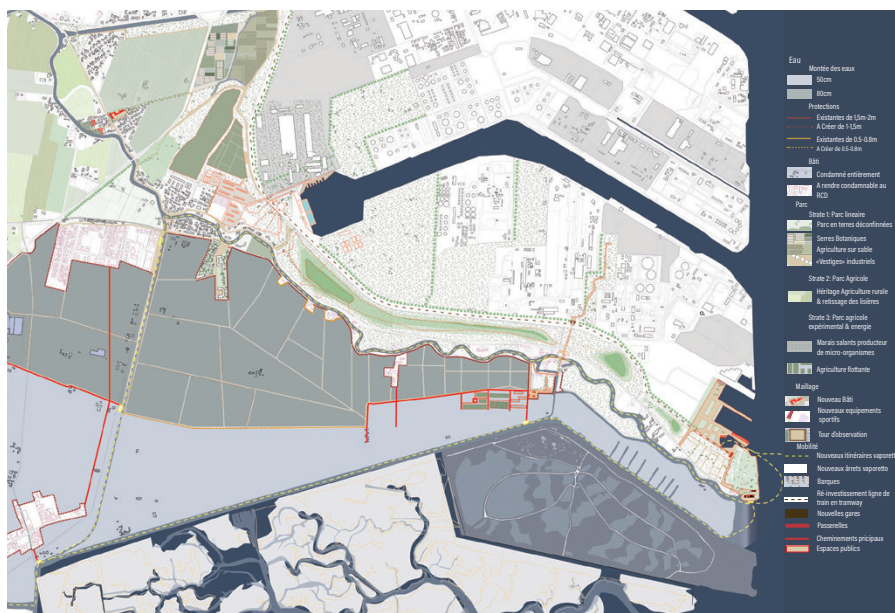 Eau
Montée des eaux
50cm
80cm
Protections
Existantes de 1,5m-2m
A Créer de 1-1,5m
Existantes de 0.5-0.8m
A Créer de 0.5-0.8m
Bâti
Condamné entièrement
A rendre condamnable au
RCD
Parc
Strate 1: Parc lineaire
Parc en terres déconfinnées
Serres Botaniques
Agriculture sur sable
«Vestiges» industriels
Strate 2: Parc Agricole
Héritage Agriculture rurale
& retissage des lisières
Strate 3: Parc agricole
expérimental & energie
Marais salants producteur
de micro-organismes
Agriculture flottante
Maillage
Nouveau Bâti
Nouveaux equipements
sportifs
Tour d'observation
Mobilité
Nouveaux itinéraires vaporett
Nouveaux ârrets vaporetto
Barques
Ré-investissement ligne de
train en tramway
Nouvelles gares
Passerelles
Cheminements pricipaux
Espaces publics